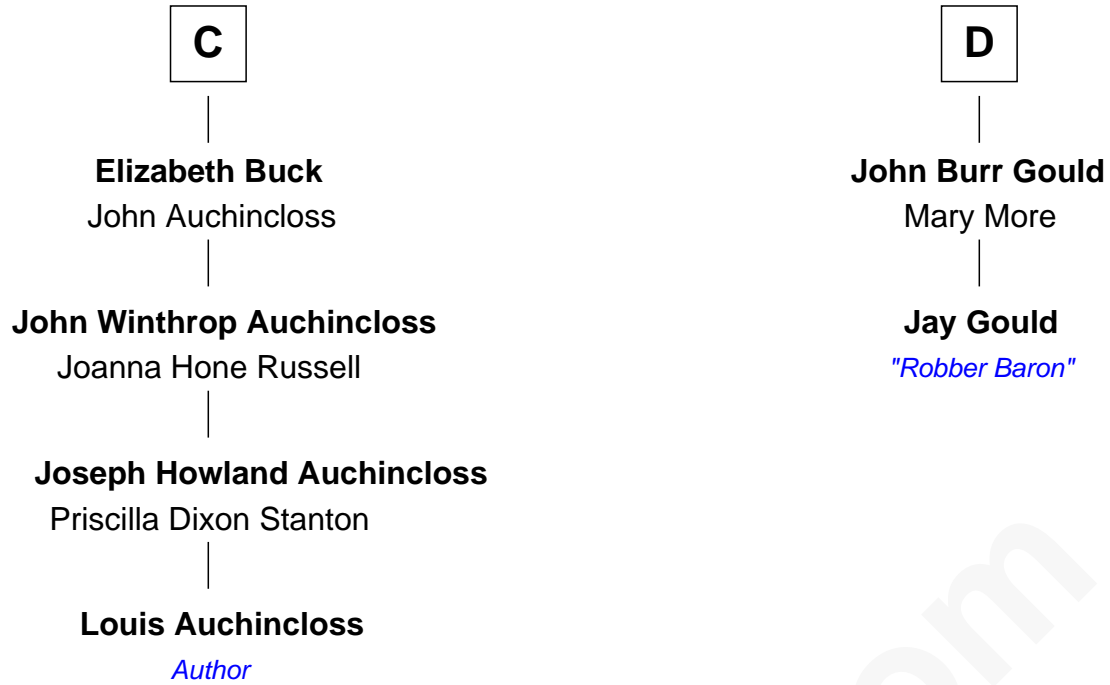 C
Elizabeth Buck
John Auchincloss
John Winthrop Auchincloss
Joanna Hone Russell
Joseph Howland Auchincloss
Priscilla Dixon Stanton
Louis Auchincloss
Author
D
John Burr Gould
Mary More
Jay Gould
"Robber Baron"
om